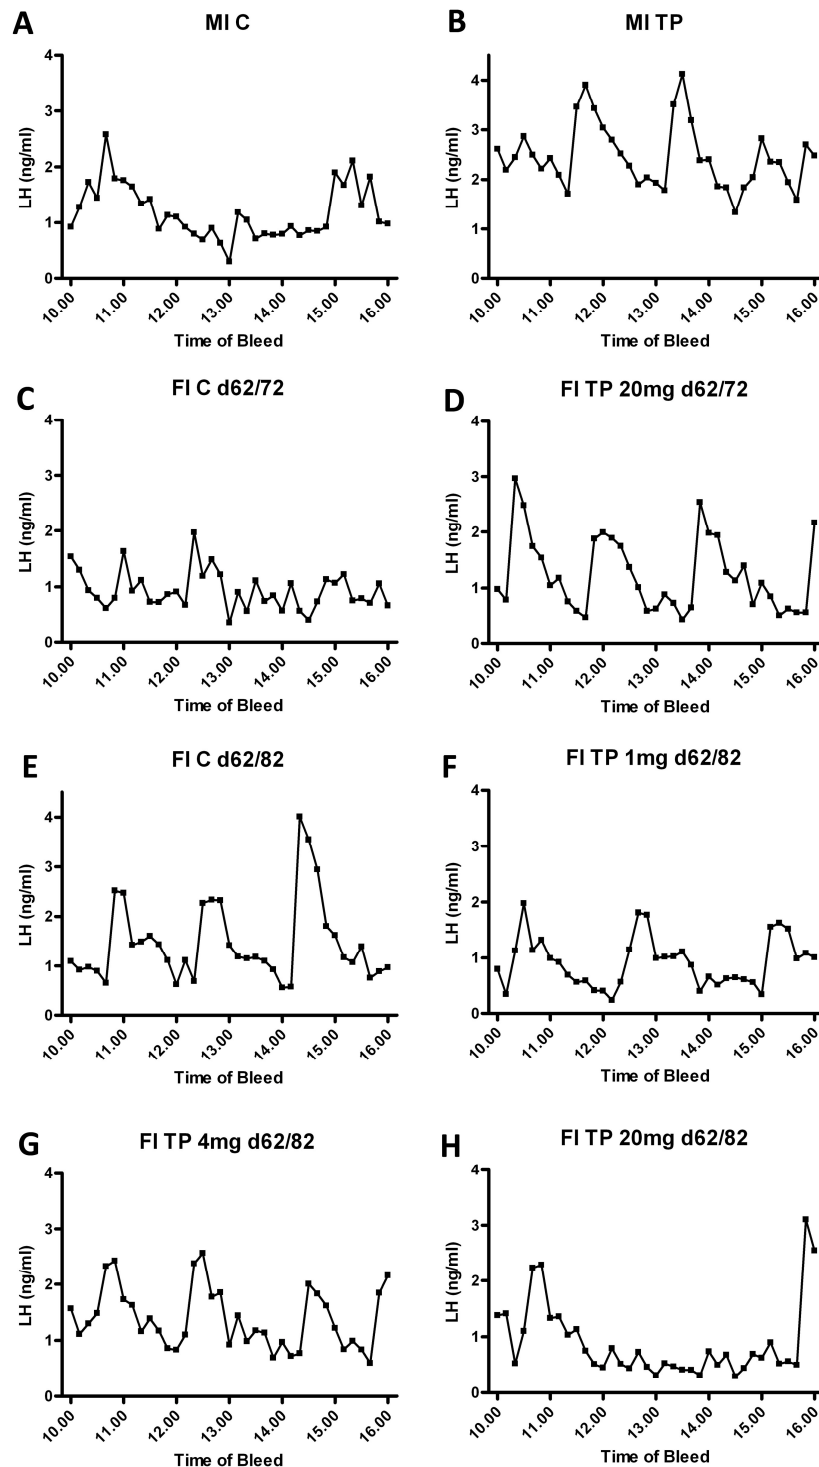 A
MI C
4
3
2
1
0
LH (ng/ml)
10.00 11.00 12.00 13.00 14.00 15.00 16.00
Time of Bleed
B
MI TP
4
3
2
1
0
LH (ng/ml)
10.00 11.00 12.00 13.00 14.00 15.00 16.00
Time of Bleed
C
FI C d62/72
4
3
2
1
0
LH (ng/ml)
10.00 11.00 12.00 13.00 14.00 15.00 16.00
Time of Bleed
D
FI TP 20mg d62/72
4
3
2
1
0
LH (ng/ml)
10.00 11.00 12.00 13.00 14.00 15.00 16.00
Time of Bleed
E
FI C d62/82
4
3
2
1
0
LH (ng/ml)
10.00 11.00 12.00 13.00 14.00 15.00 16.00
Time of Bleed
F
FI TP 1mg d62/82
4
3
2
1
0
LH (ng/ml)
10.00 11.00 12.00 13.00 14.00 15.00 16.00
Time of Bleed
G
FI TP 4mg d62/82
4
3
2
1
0
LH (ng/ml)
10.00 11.00 12.00 13.00 14.00 15.00 16.00
Time of Bleed
H
FI TP 20mg d62/82
4
3
2
1
0
LH (ng/ml)
10.00 11.00 12.00 13.00 14.00 15.00 16.00
Time of Bleed